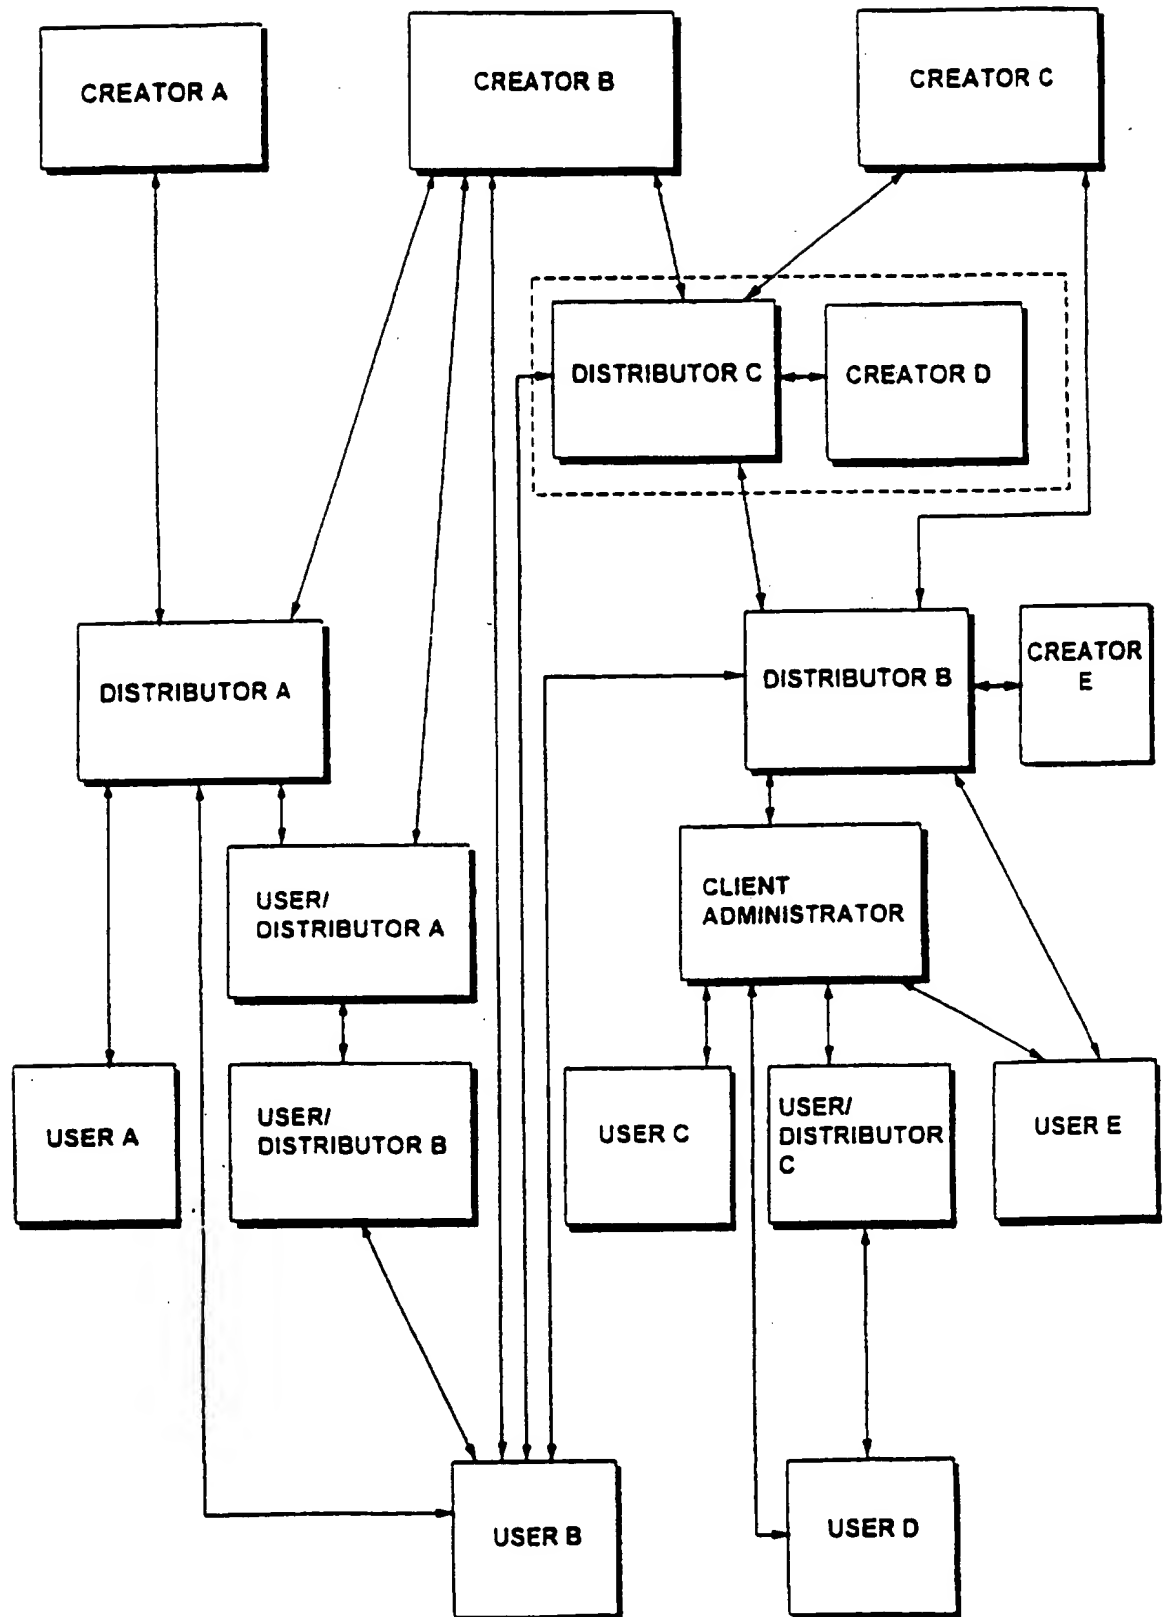 CREATOR A
CREATOR B
CREATOR C
DISTRIBUTOR C
CREATOR D
DISTRIBUTOR A
DISTRIBUTOR B
CREATOR
E
USER/
DISTRIBUTOR A
CLIENT
ADMINISTRATOR
USER A
USER/
DISTRIBUTOR B
USER C
USER/
DISTRIBUTOR
C
USER E
USER B
USER D